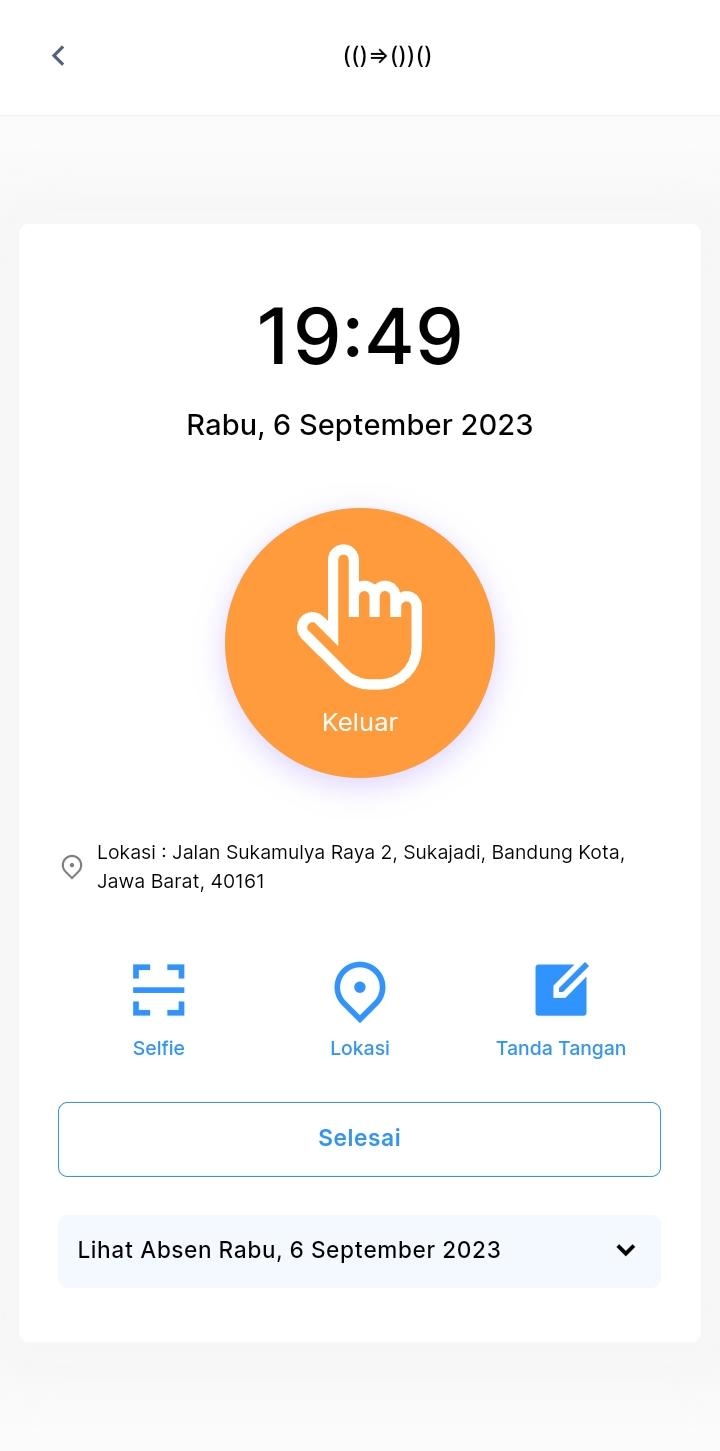 (()⇒())()
19:49
Rabu, 6 September 2023
Keluar
Lokasi : Jalan Sukamulya Raya 2, Sukajadi, Bandung Kota,
Jawa Barat, 40161
Selfie
Lokasi
Tanda Tangan
Selesai
Lihat Absen Rabu, 6 September 2023